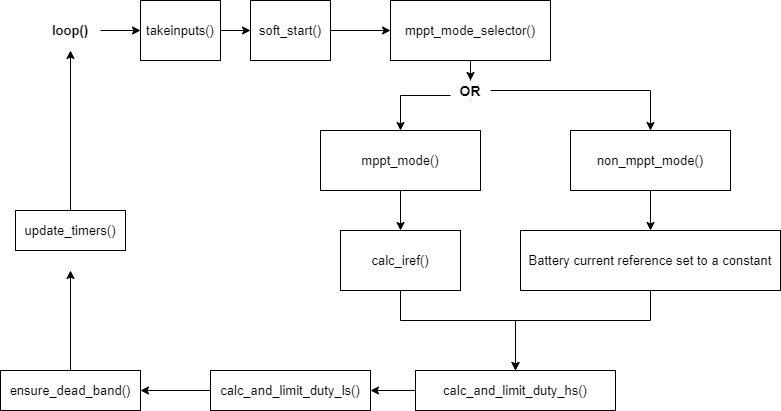 loop()
takeinputs()
soft_start()
mppt_mode_selector()
OR
mppt_mode()
non_mppt_mode()
update_timers()
calc_iref()
Battery current reference set to a constant
ensure_dead_band()
calc_and_limit_duty_ls()
calc_and_limit_duty_hs()